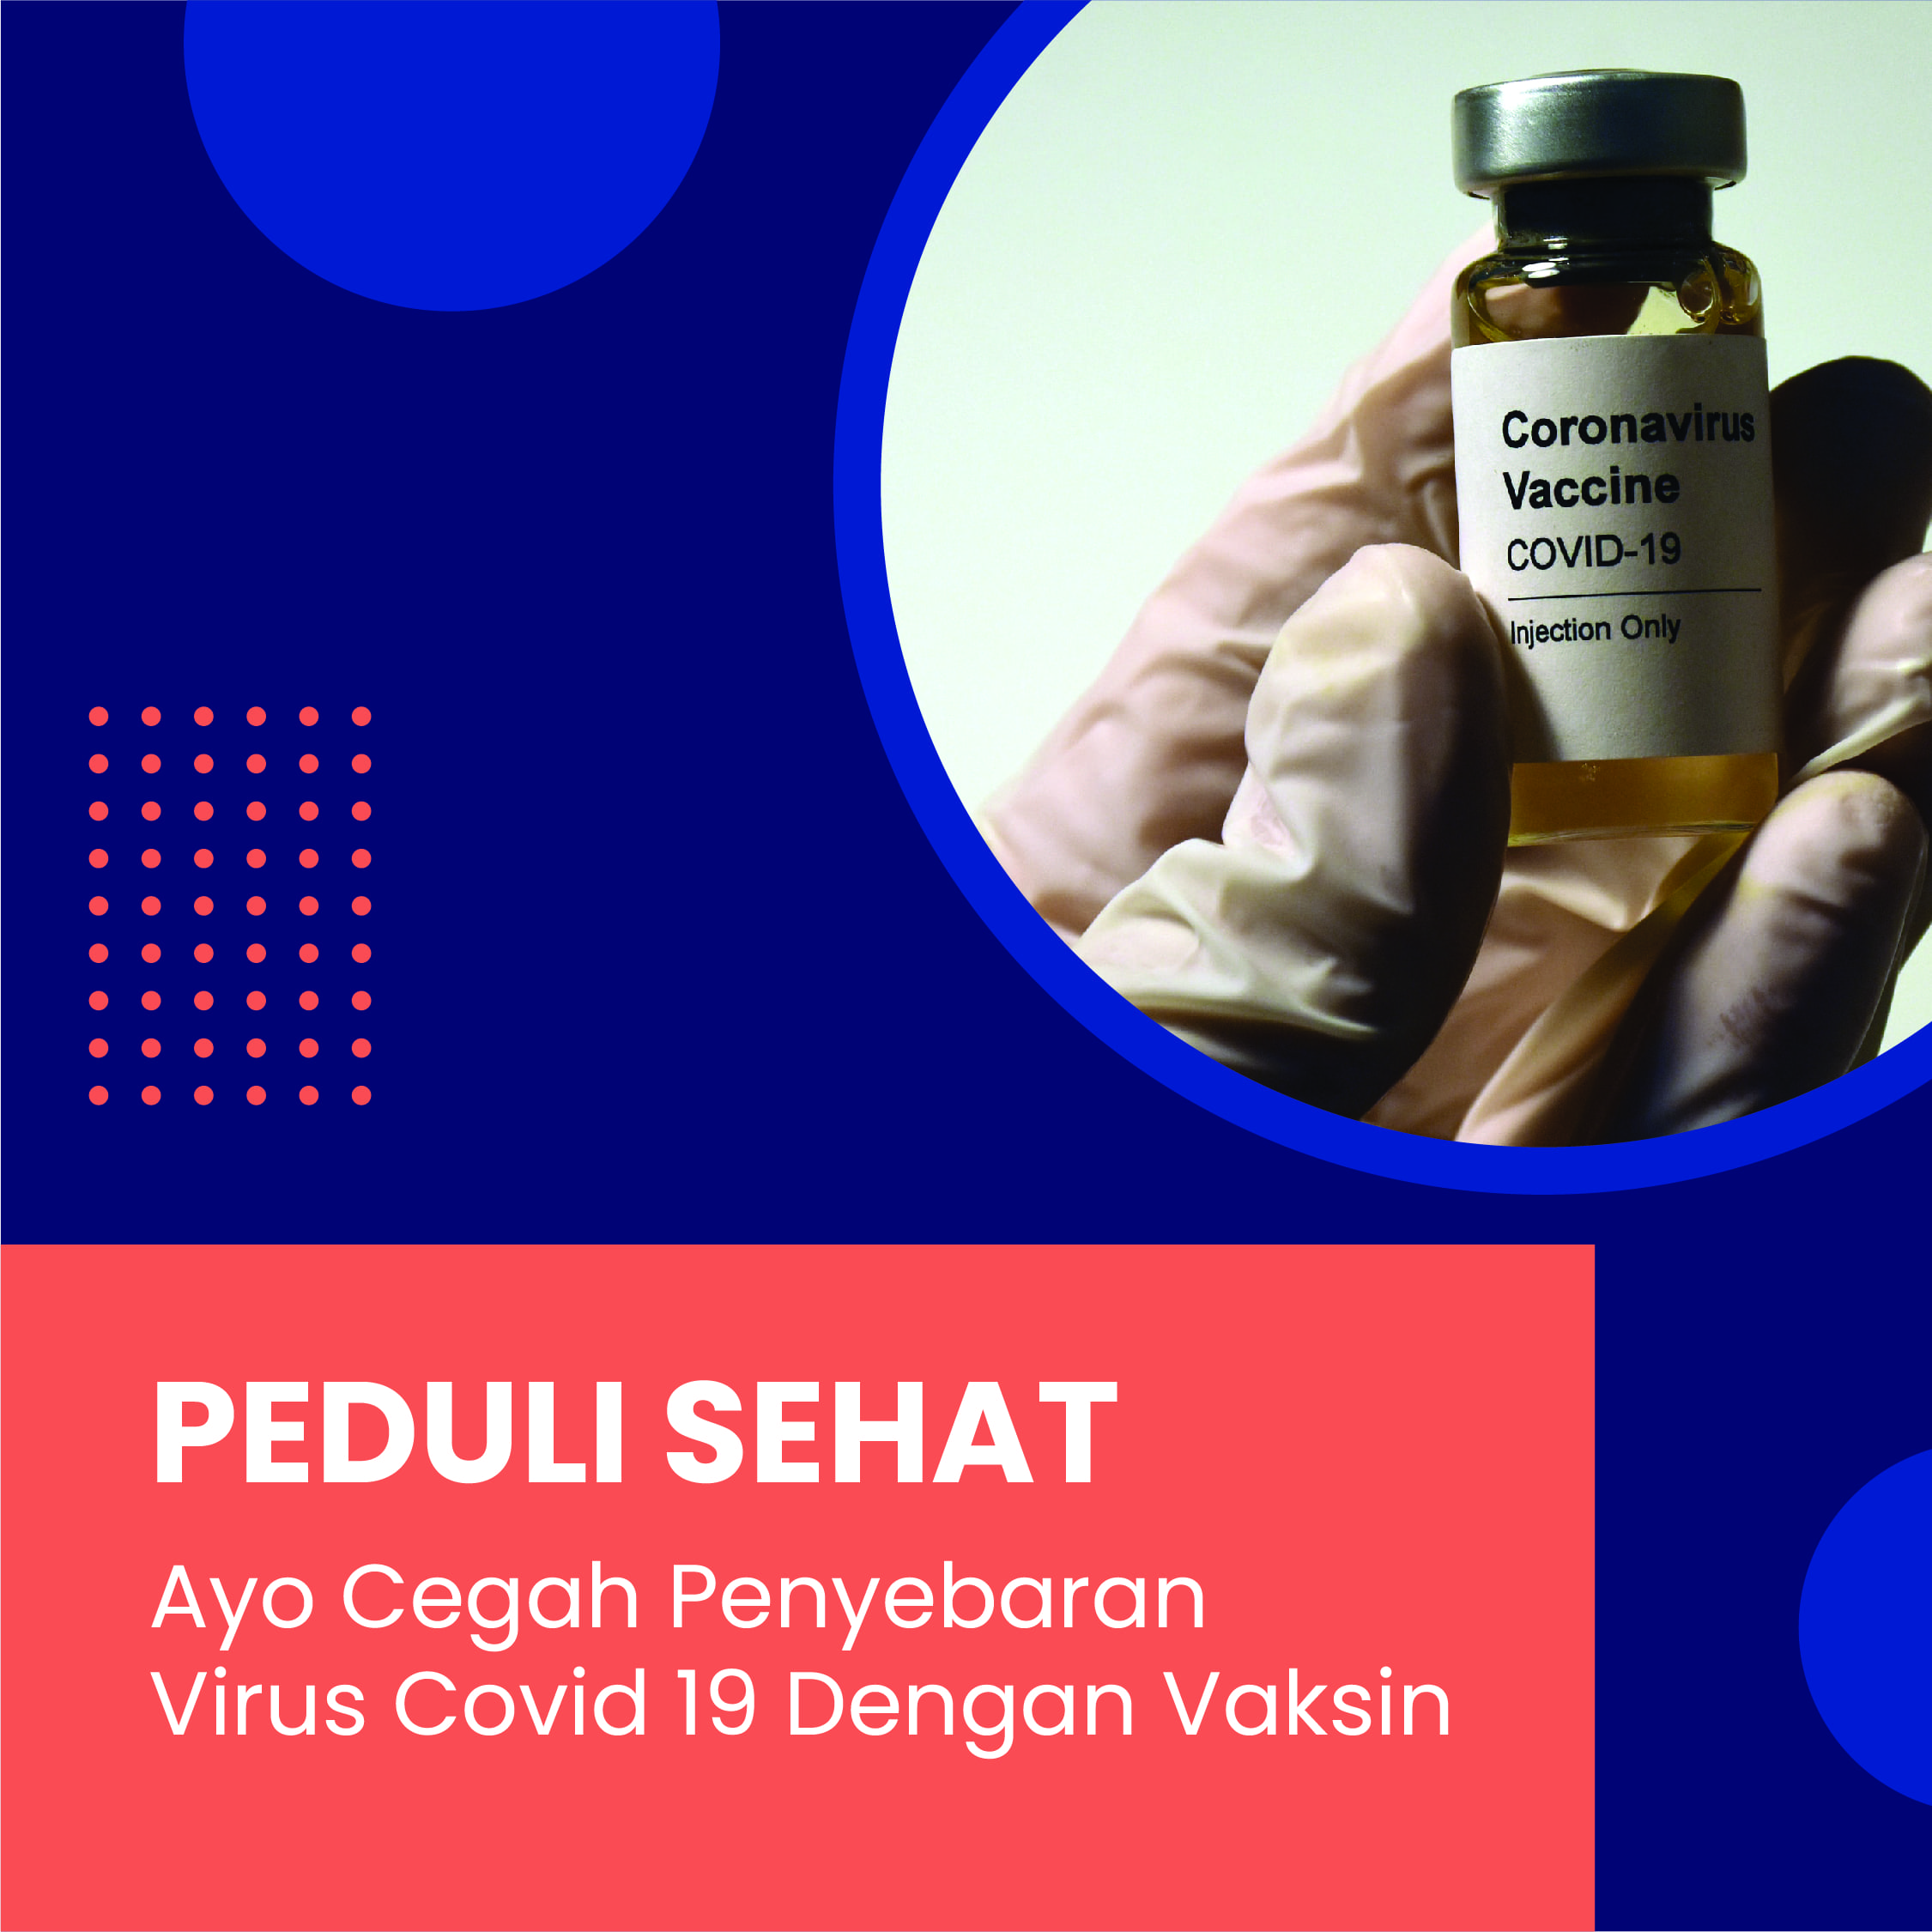 Coronavirus
Vaccine
COVID-19
Injection Only
PEDULI SEHAT
Ayo Cegah Penyebaran
Virus Covid 19 Dengan Vaksin